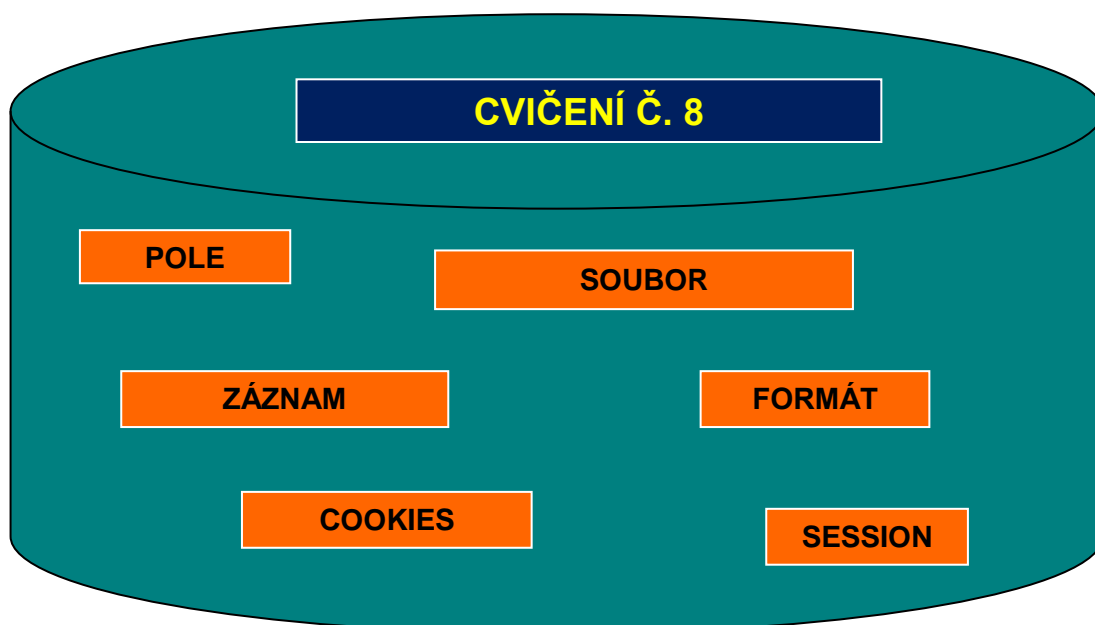 CVIČENÍ Č. 8
POLE
SOUBOR
ZÁZNAM
FORMÁT
COOKIES
SESSION